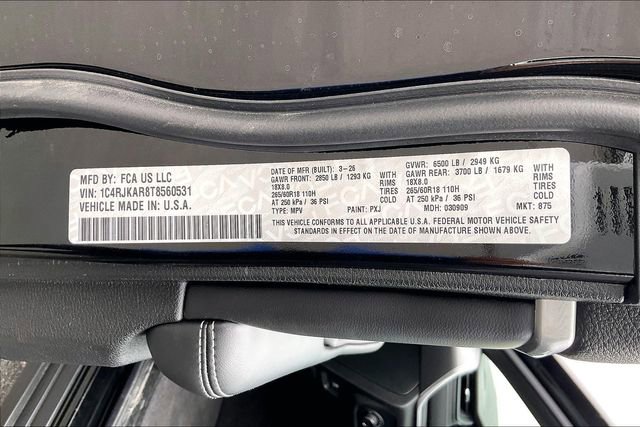 MFD BY: FCA US LLC
VIN: 1C4RJKAR8T8560531
VEHICLE MADE IN: U.S.A.
DATE OF MFR (BUILT): 3-26
GAWR FRONT: 2850 LB / 1293 KG WITH
18X8.0 RIMS
265/60R18 110H TIRES
AT 250 kPa / 36 PSI COLD
TYPE: MPV PAINT: PXJ
GVWR: 6500 LB / 2949 KG
GAWR REAR: 3700 LB / 1679 KG WITH
18X8.0 RIMS
265/60R18 110H TIRES
AT 250 kPa / 36 PSI COLD
MDH: 030909 MKT: 875
THIS VEHICLE CONFORMS TO ALL APPLICABLE U.S.A. FEDERAL MOTOR VEHICLE SAFETY
STANDARDS IN EFFECT ON THE DATE OF MANUFACTURE SHOWN ABOVE.